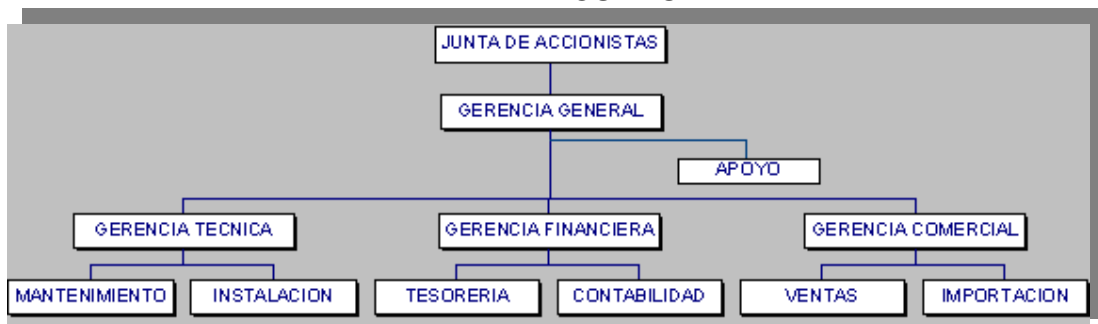 JUNTA DE ACCIONISTAS
GERENCIA GENERAL
APOYO
GERENCIA TECNICA
GERENCIA FINANCIERA
GERENCIA COMERCIAL
MANTENIMIENTO
INSTALACION
TESORERIA
CONTABILIDAD
VENTAS
IMPORTACION